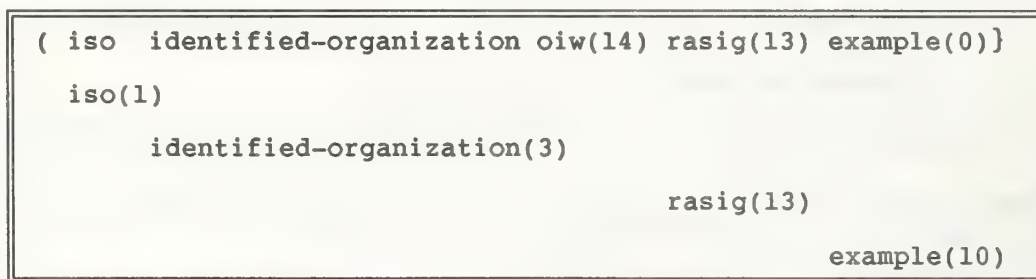 ( iso identified-organization oiw(14) rasig(13) example(0)}
iso(1)
identified-organization(3)
rasig(13)
example(10)